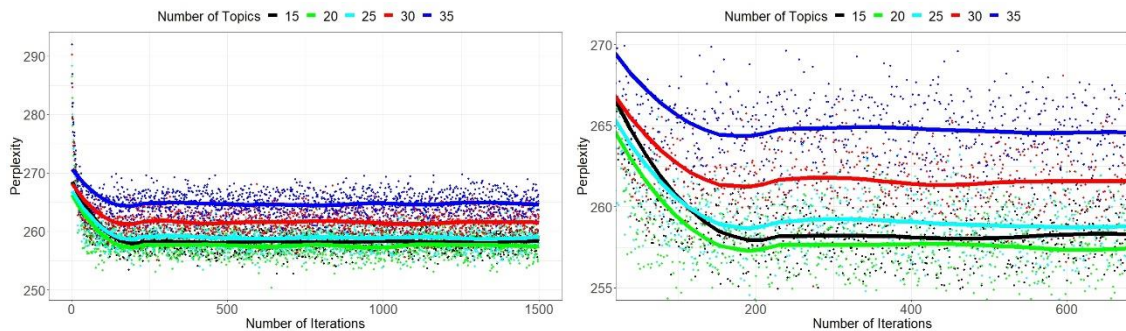 Number of Topics 15 20 25 30 35
290
280
270
260
250
Perplexity
0 500 1000 1500
Number of Iterations
Number of Topics 15 20 25 30 35
270
265
260
255
Perplexity
200 400 600
Number of Iterations